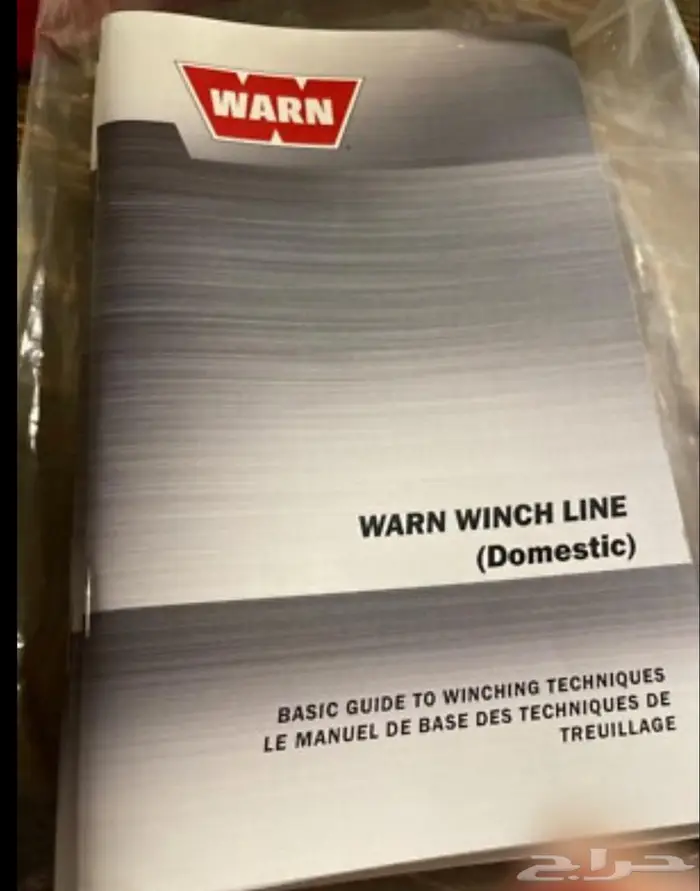 WARN
WARN WINCH LINE
(Domestic)
BASIC GUIDE TO WINCHING TECHNIQUES
LE MANUEL DE BASE DES TECHNIQUES DE
TREUILLAGE
حراج